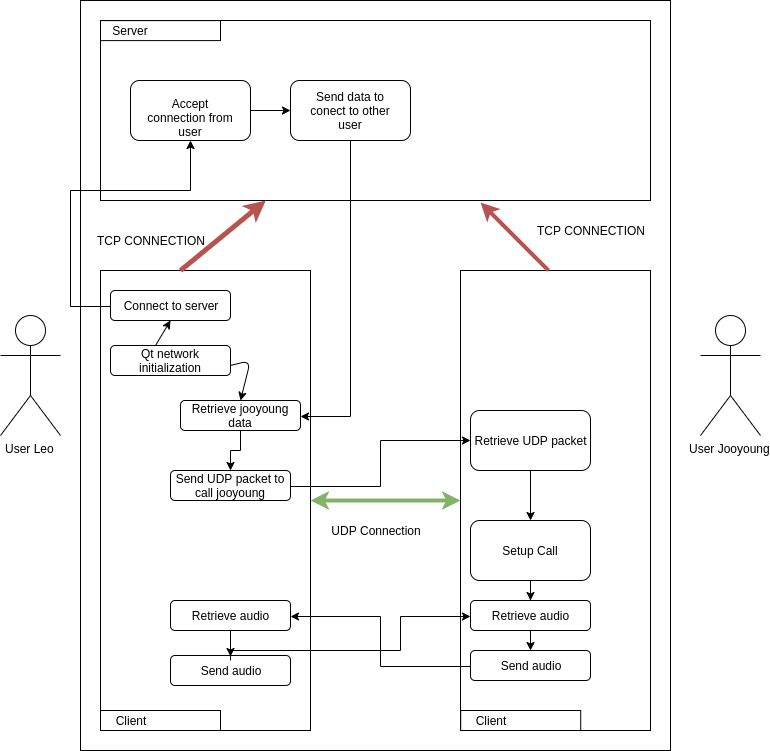 Server
Accept
connection from
user
Send data to
conect to other
user
TCP CONNECTION
TCP CONNECTION
Connect to server
Qt network
initialization
Retrieve jooyoung
data
Send UDP packet to
call jooyoung
Retrieve UDP packet
User Leo
User Jooyoung
UDP Connection
Setup Call
Retrieve audio
Retrieve audio
Send audio
Send audio
Client
Client